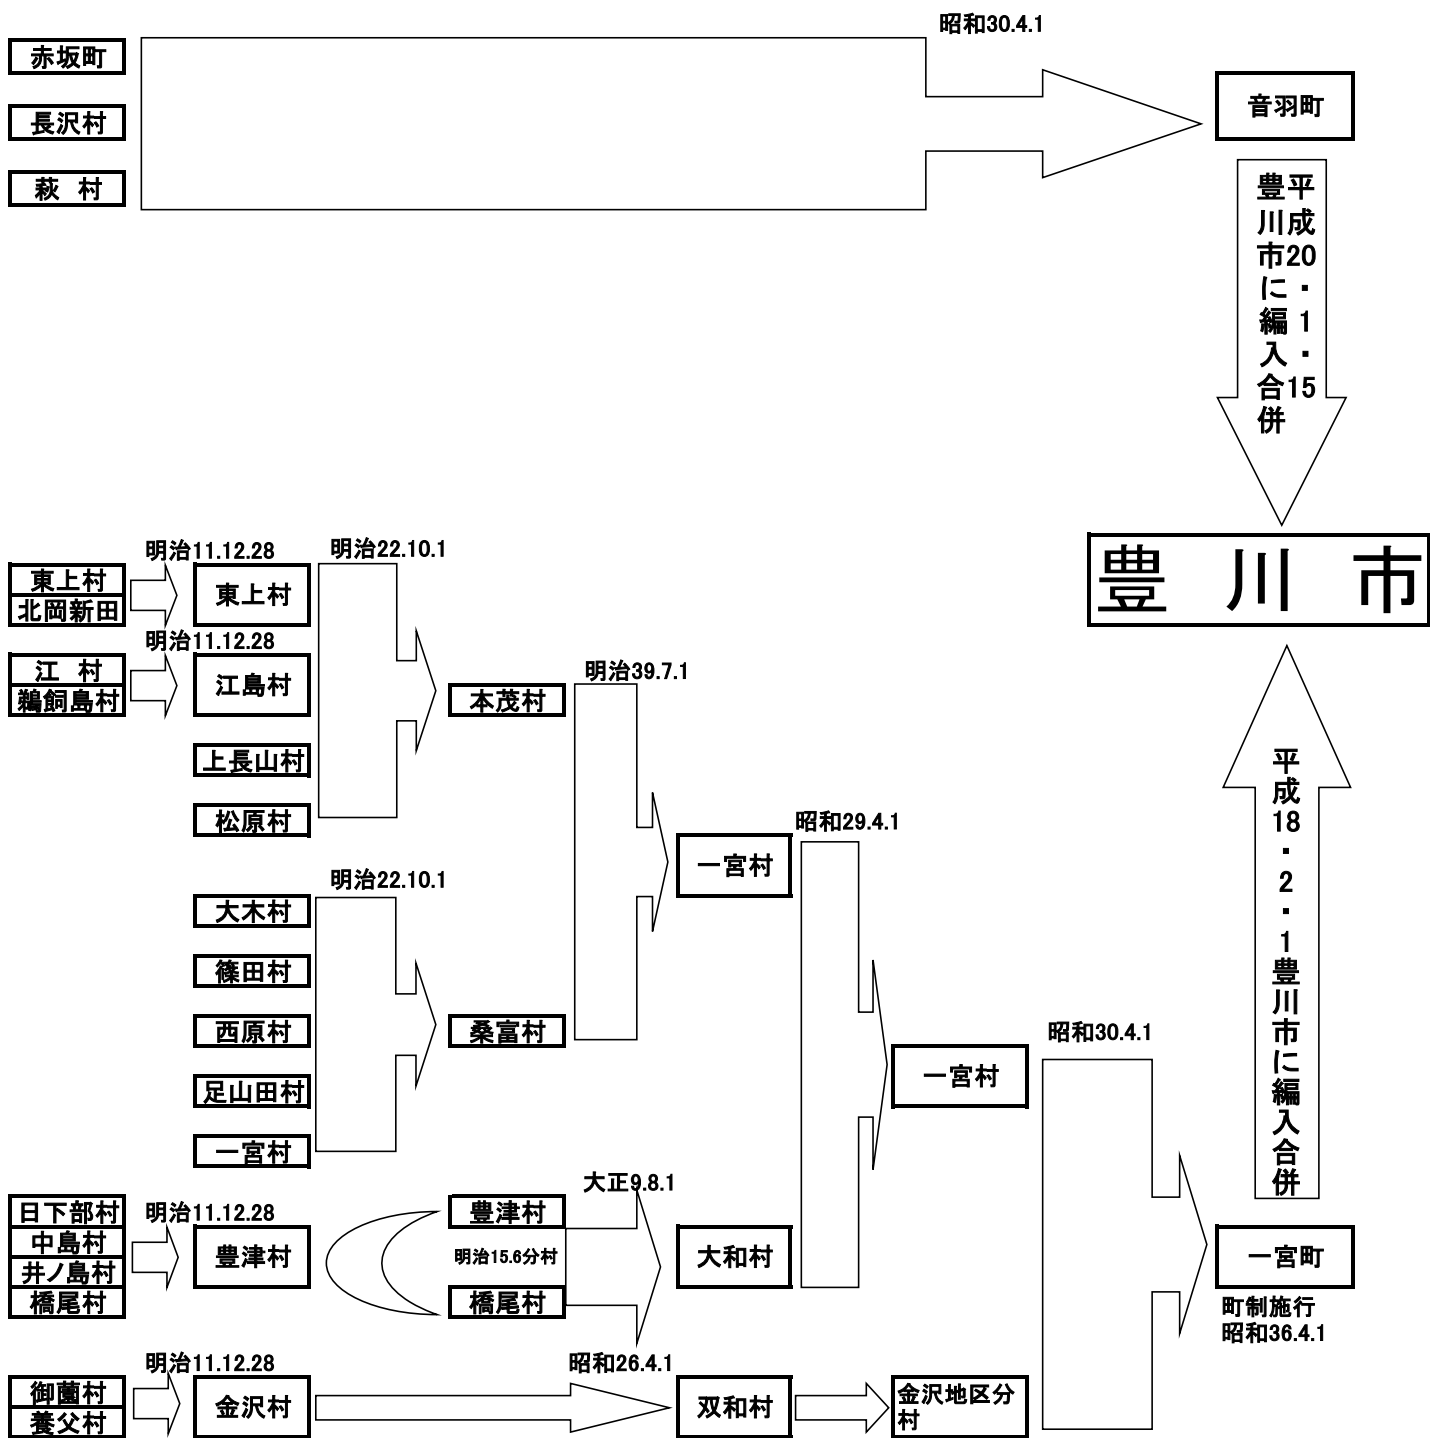 昭和30.4.1
赤坂町
長沢村
萩　村
音羽町
平成20・1・15
豊川市に編入合併
豊　川　市
明治11.12.28
東上村
北岡新田
東上村
明治11.12.28
江　村
鵜飼島村
江島村
上長山村
松原村
明治22.10.1
本茂村
明治22.10.1
大木村
篠田村
西原村
足山田村
一宮村
桑富村
明治39.7.1
一宮村
明治11.12.28
日下部村
中島村
井ノ島村
橋尾村
豊津村
豊津村
明治15.6分村
橋尾村
大正9.8.1
大和村
昭和29.4.1
一宮村
明治11.12.28
御薗村
養父村
金沢村
昭和26.4.1
双和村
金沢地区分
村
昭和30.4.1
一宮町
町制施行
昭和36.4.1
平成18・2・1豊川市に編入合併